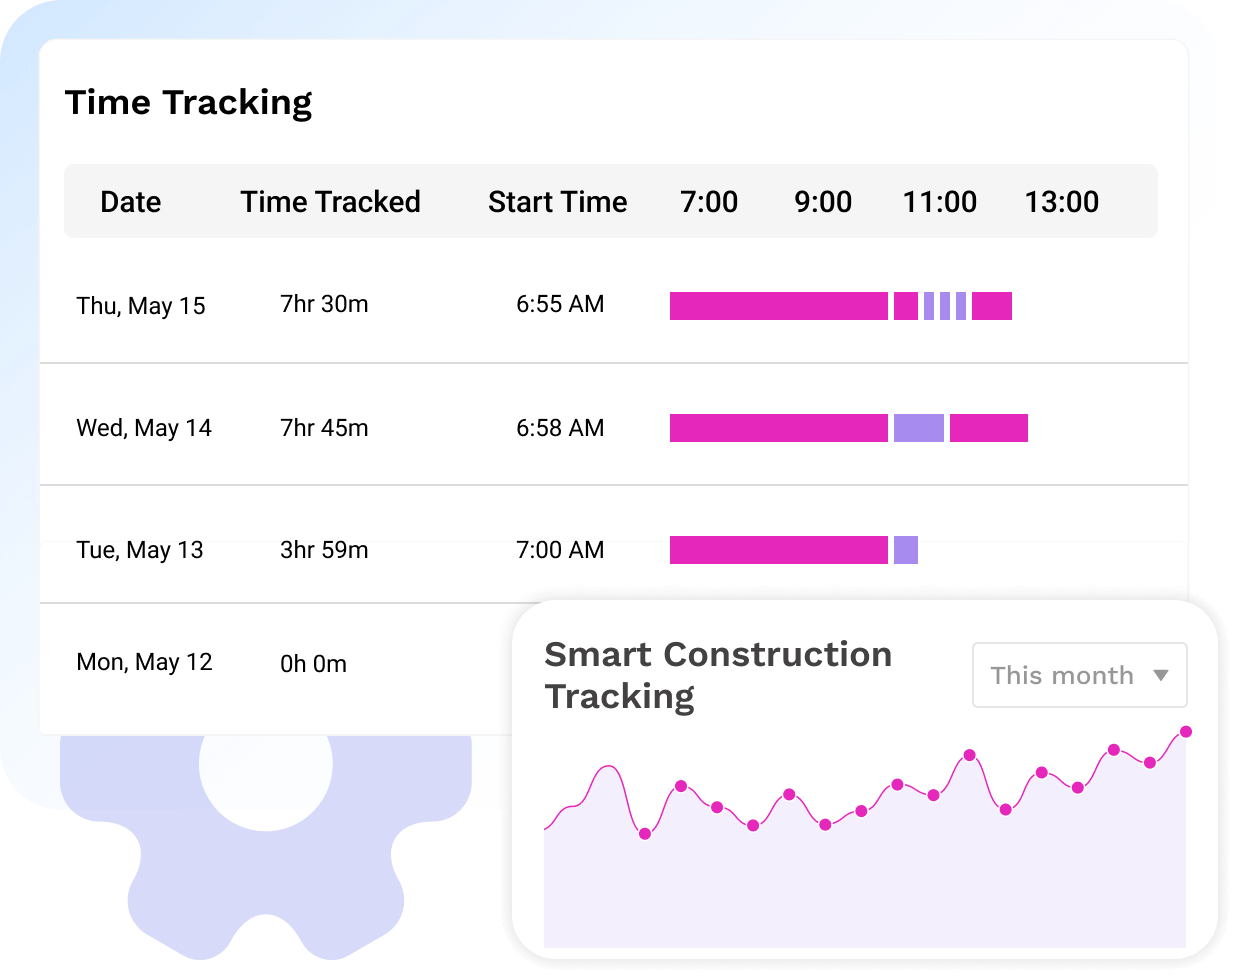 Time Tracking
Date Time Tracked Start Time 7:00 9:00 11:00 13:00
Thu, May 15 7hr 30m 6:55 AM
Wed, May 14 7hr 45m 6:58 AM
Tue, May 13 3hr 59m 7:00 AM
Mon, May 12 0h 0m
Smart Construction
Tracking
This month